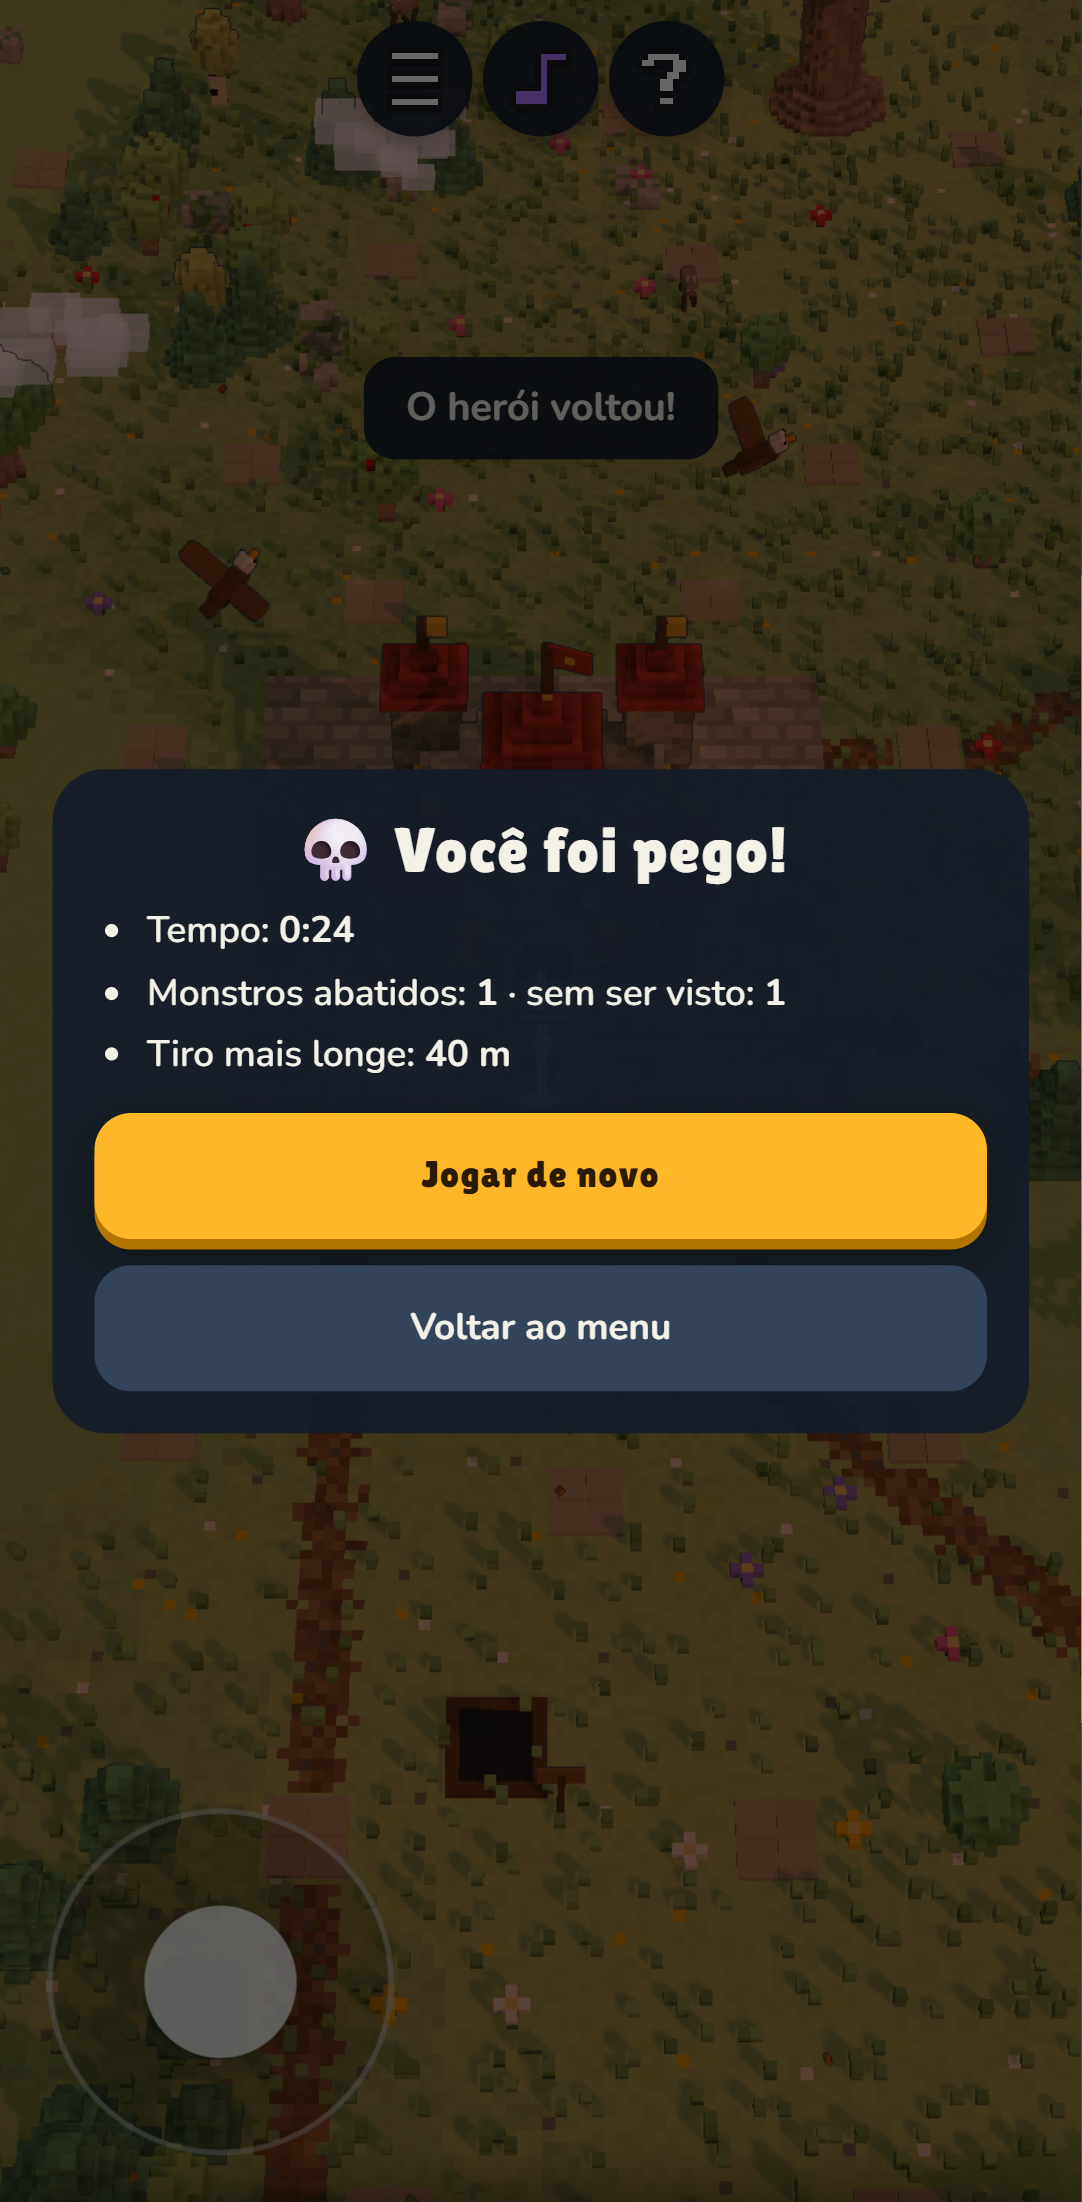 ?
O herói voltou!
💀 Você foi pego!
• Tempo: 0:24
• Monstros abatidos: 1 · sem ser visto: 1
• Tiro mais longe: 40 m
Jogar de novo
Voltar ao menu